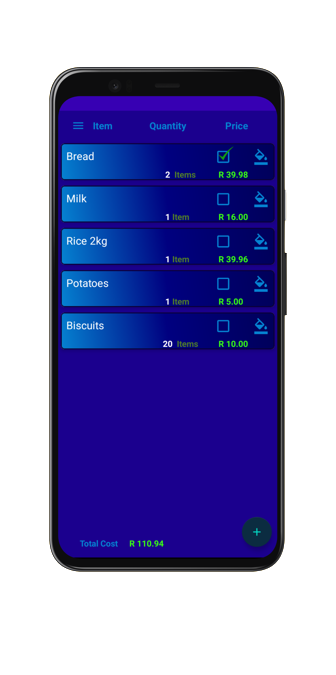 Item Quantity Price
Bread
2 Items R 39.98
Milk
1 Item R 16.00
Rice 2kg
1 Item R 39.96
Potatoes
1 Item R 5.00
Biscuits
20 Items R 10.00
+
Total Cost R 110.94